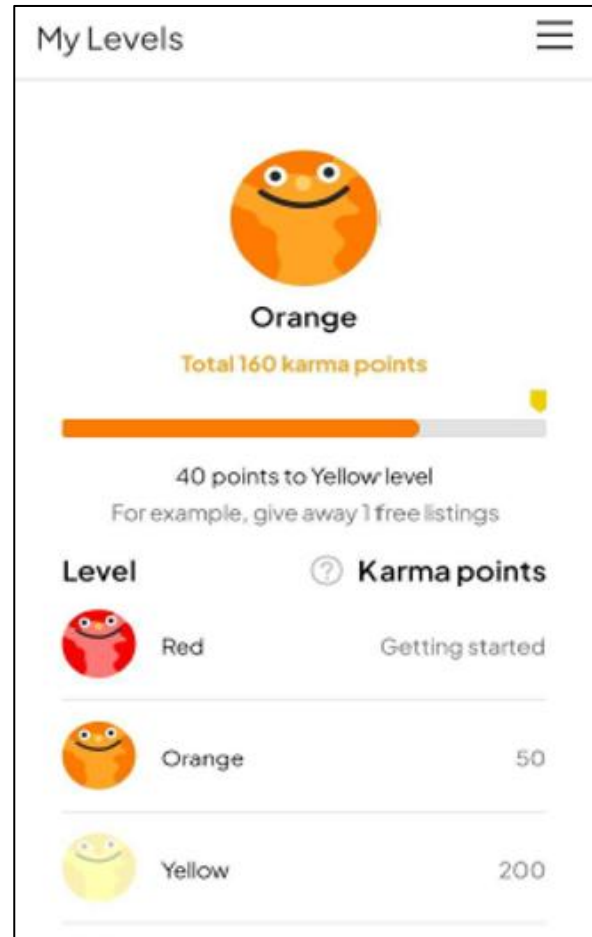 My Levels
Orange
Total 160 karma points
40 points to Yellow level
For example, give away 1 free listings
Level Karma points
Red Getting started
Orange 50
Yellow 200